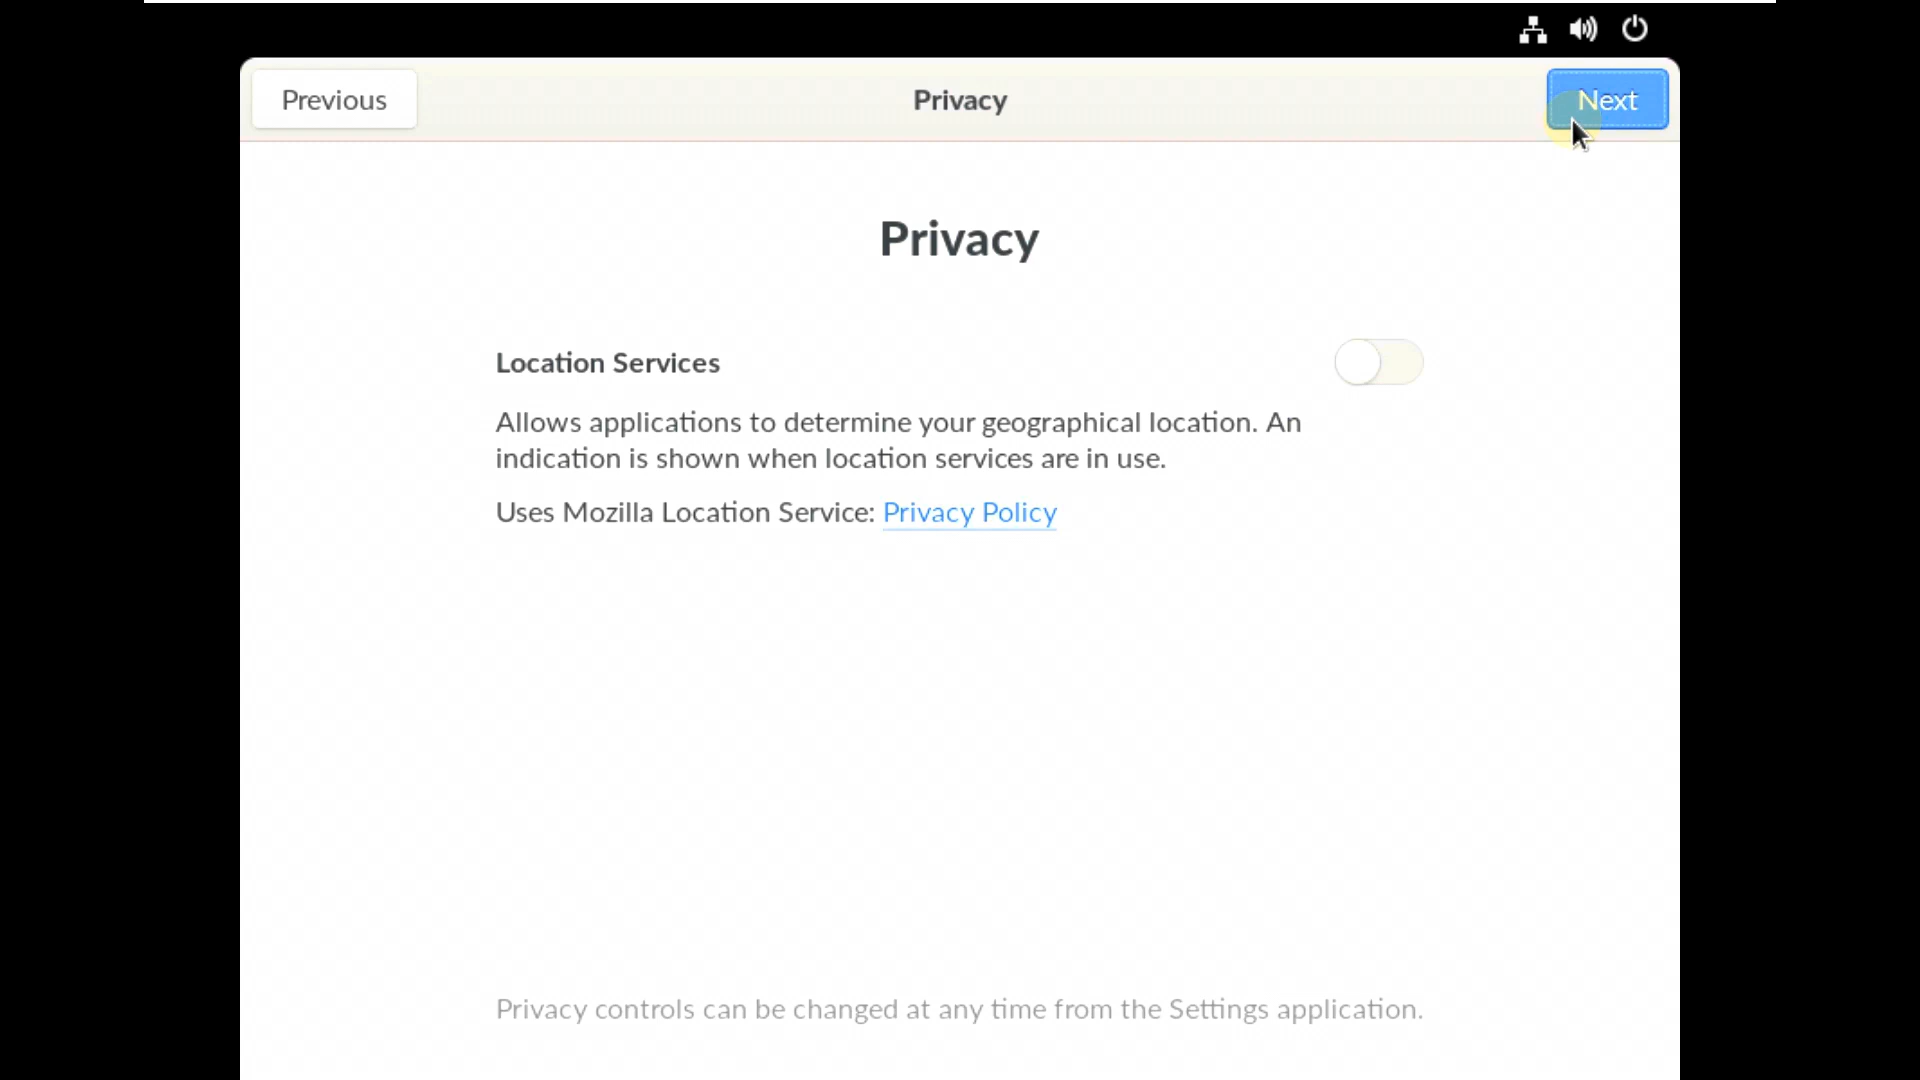 Previous
Privacy
Next
Privacy
Location Services
Allows applications to determine your geographical location. An
indication is shown when location services are in use.
Uses Mozilla Location Service: Privacy Policy
Privacy controls can be changed at any time from the Settings application.